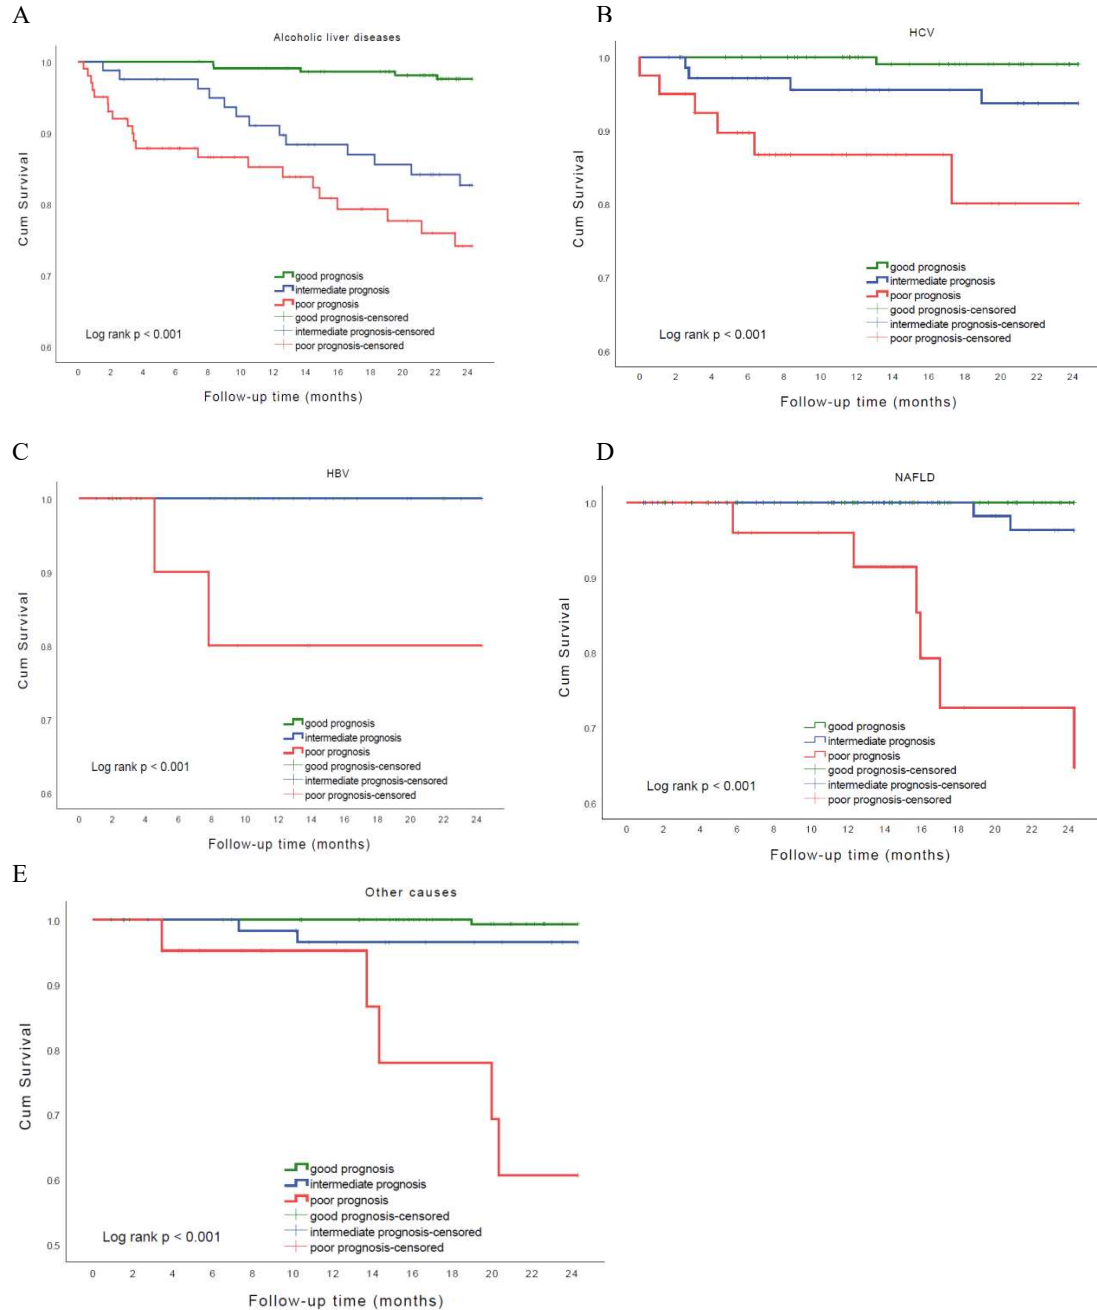 A
Alcoholic liver diseases
1.0
0.9
0.8
0.7
0.6
Cum Survival
good prognosis
intermediate prognosis
poor prognosis
good prognosis-censored
intermediate prognosis-censored
poor prognosis-censored
Log rank p < 0.001
0 2 4 6 8 10 12 14 16 18 20 22 24
Follow-up time (months)
B
HCV
1.0
0.9
0.8
0.7
0.6
Cum Survival
good prognosis
intermediate prognosis
poor prognosis
good prognosis-censored
intermediate prognosis-censored
poor prognosis-censored
Log rank p < 0.001
0 2 4 6 8 10 12 14 16 18 20 22 24
Follow-up time (months)
C
HBV
1.0
0.9
0.8
0.7
0.6
Cum Survival
good prognosis
intermediate prognosis
poor prognosis
good prognosis-censored
intermediate prognosis-censored
poor prognosis-censored
Log rank p < 0.001
0 2 4 6 8 10 12 14 16 18 20 22 24
Follow-up time (months)
D
NAFLD
1.0
0.9
0.8
0.7
0.6
Cum Survival
good prognosis
intermediate prognosis
poor prognosis
good prognosis-censored
intermediate prognosis-censored
poor prognosis-censored
Log rank p < 0.001
0 2 4 6 8 10 12 14 16 18 20 22 24
Follow-up time (months)
E
Other causes
1.0
0.9
0.8
0.7
0.6
0.5
Cum Survival
good prognosis
intermediate prognosis
poor prognosis
good prognosis-censored
intermediate prognosis-censored
poor prognosis-censored
Log rank p < 0.001
0 2 4 6 8 10 12 14 16 18 20 22 24
Follow-up time (months)